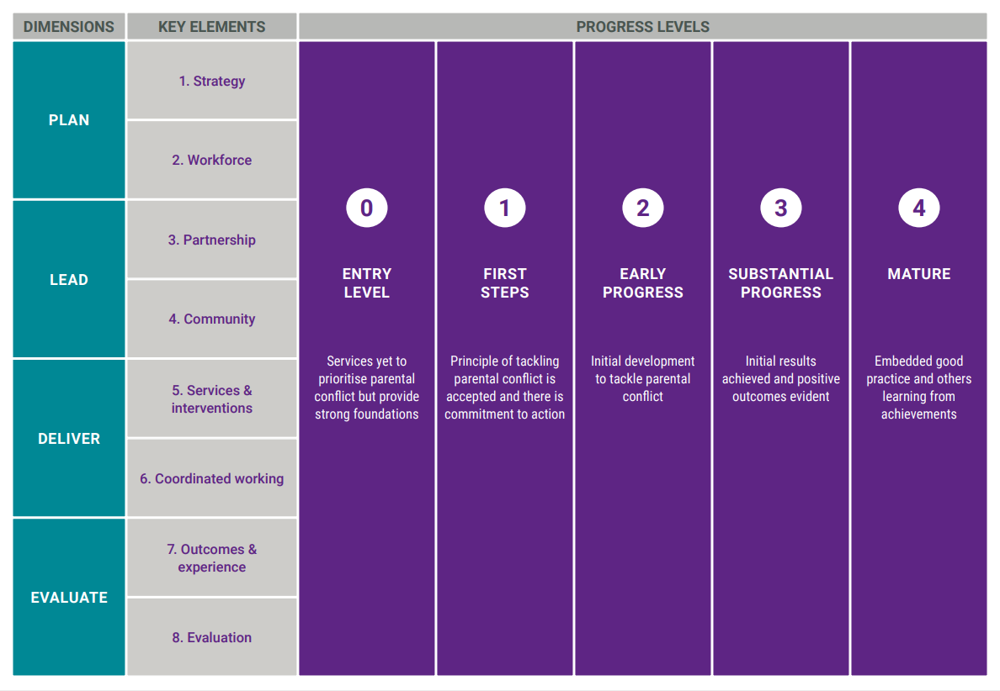 DIMENSIONS
KEY ELEMENTS
PROGRESS LEVELS
PLAN
1. Strategy
2. Workforce
LEAD
3. Partnership
4. Community
DELIVER
5. Services &
interventions
6. Coordinated working
EVALUATE
7. Outcomes &
experience
8. Evaluation
0
ENTRY
LEVEL
Services yet to
prioritise parental
conflict but provide
strong foundations
1
FIRST
STEPS
Principle of tackling
parental conflict is
accepted and there is
commitment to action
2
EARLY
PROGRESS
Initial development
to tackle parental
conflict
3
SUBSTANTIAL
PROGRESS
Initial results
achieved and positive
outcomes evident
4
MATURE
Embedded good
practice and others
learning from
achievements